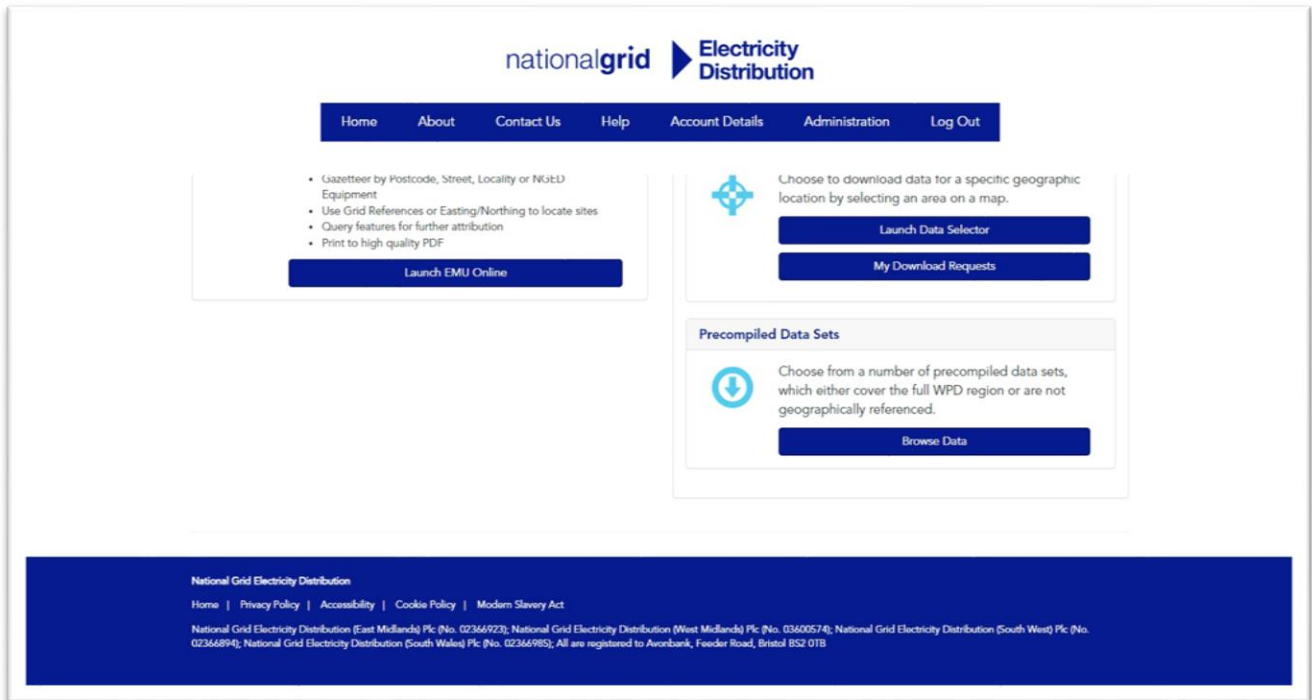 nationalgrid
Electricity
Distribution
Home About Contact Us Help Account Details Administration Log Out
• Gazetteer by Postcode, Street, Locality or NGED
Equipment
• Use Grid References or Easting/Northing to locate sites
• Query features for further attribution
• Print to high quality PDF
Launch EMU Online
Choose to download data for a specific geographic
location by selecting an area on a map.
Launch Data Selector
My Download Requests
Precompiled Data Sets
Choose from a number of precompiled data sets,
which either cover the full WPD region or are not
geographically referenced.
Browse Data
National Grid Electricity Distribution
Home | Privacy Policy | Accessibility | Cookie Policy | Modern Slavery Act
National Grid Electricity Distribution (East Midlands) Plc (No. 02366923); National Grid Electricity Distribution (West Midlands) Plc (No. 03600574); National Grid Electricity Distribution (South West) Plc (No.
02366894); National Grid Electricity Distribution (South Wales) Plc (No. 02366985); All are registered to Avonbank, Feeder Road, Bristol BS2 0TB